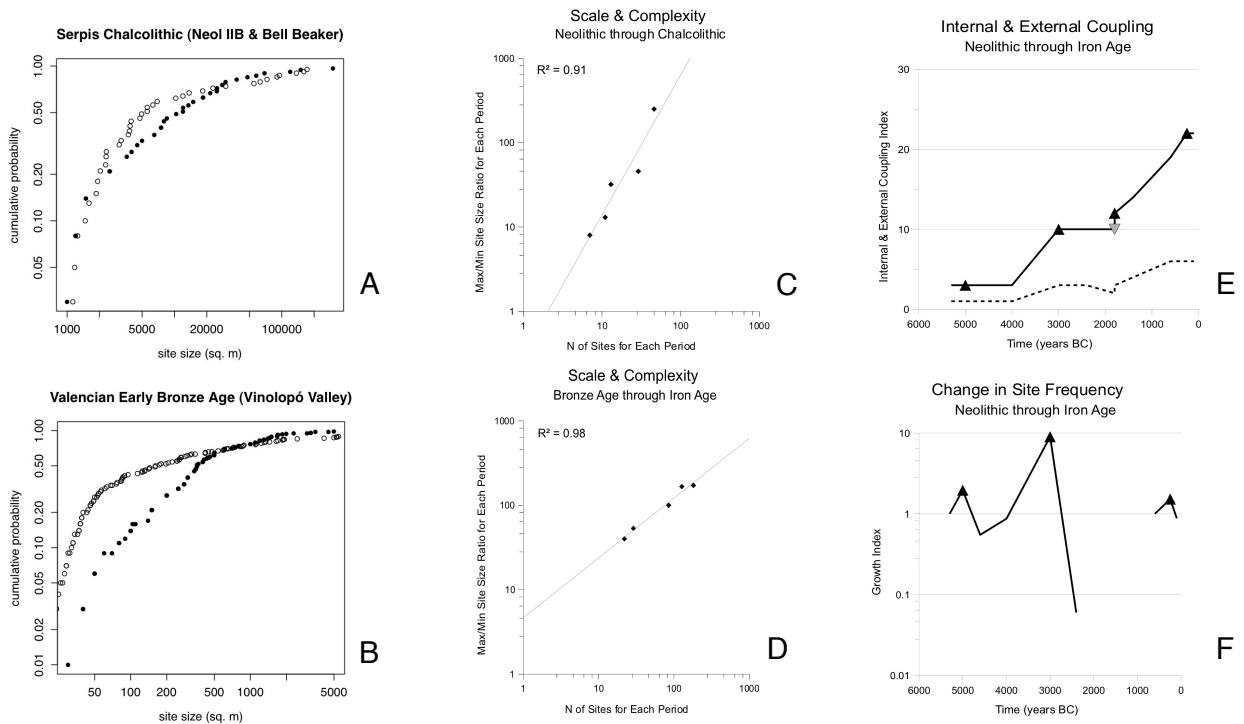 Serpis Chalcolithic (Neol IIB & Bell Beaker)
cumulative probability
1.00
0.50
0.20
0.10
0.05
1000
5000
20000
100000
site size (sq. m)
A
Scale & Complexity
Neolithic through Chalcolithic
R² = 0.91
Max/Min Site Size Ratio for Each Period
1000
100
10
1
1
10
100
1000
N of Sites for Each Period
C
Internal & External Coupling
Neolithic through Iron Age
Internal & External Coupling Index
30
20
10
0
6000
5000
4000
3000
2000
1000
0
Time (years BC)
E
Valencian Early Bronze Age (Vinolopó Valley)
cumulative probability
1.00
0.50
0.20
0.10
0.05
0.02
0.01
50
100
200
500
1000
5000
site size (sq. m)
B
Scale & Complexity
Bronze Age through Iron Age
R² = 0.98
Max/Min Site Size Ratio for Each Period
1000
100
10
1
1
10
100
1000
N of Sites for Each Period
D
Change in Site Frequency
Neolithic through Iron Age
Growth Index
10
1
0.1
0.01
6000
5000
4000
3000
2000
1000
0
Time (years BC)
F